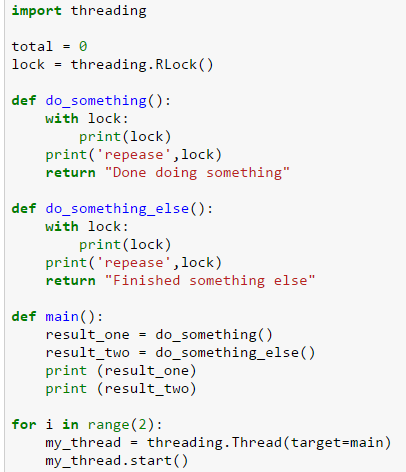 import threading
total = 0
lock = threading.RLock()
def do_something():
    with lock:
        print(lock)
    print('repease',lock)
    return "Done doing something"
def do_something_else():
    with lock:
        print(lock)
    print('repease',lock)
    return "Finished something else"
def main():
    result_one = do_something()
    result_two = do_something_else()
    print (result_one)
    print (result_two)
for i in range(2):
    my_thread = threading.Thread(target=main)
    my_thread.start()